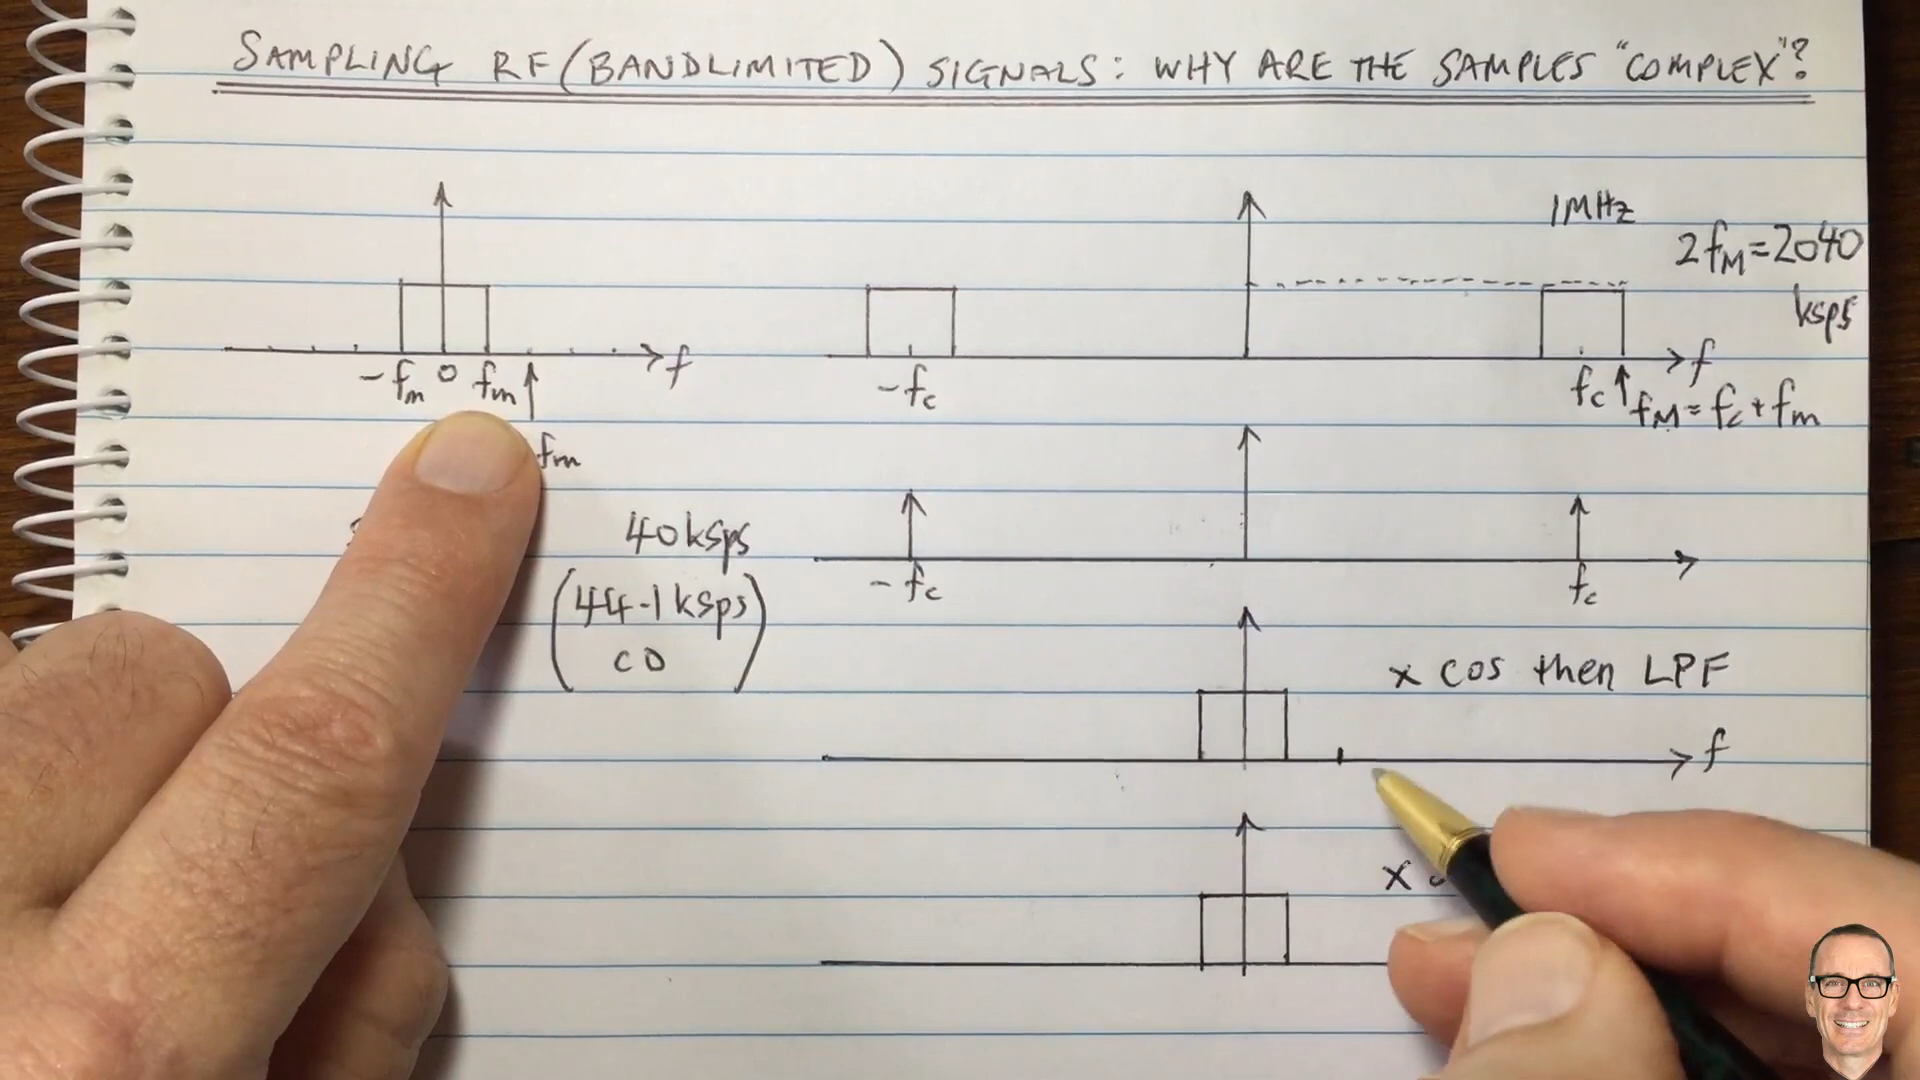 SAMPLING RF (BANDLIMITED) SIGNALS: WHY ARE THE SAMPLES "COMPLEX"?
1MHz
2fM=2040
ksps
-fm 0 fm
f
-fc
fc
f
fM=fc+fm
fm
40ksps
(44.1ksps)
CD
-fc
fc
x cos then LPF
f
x